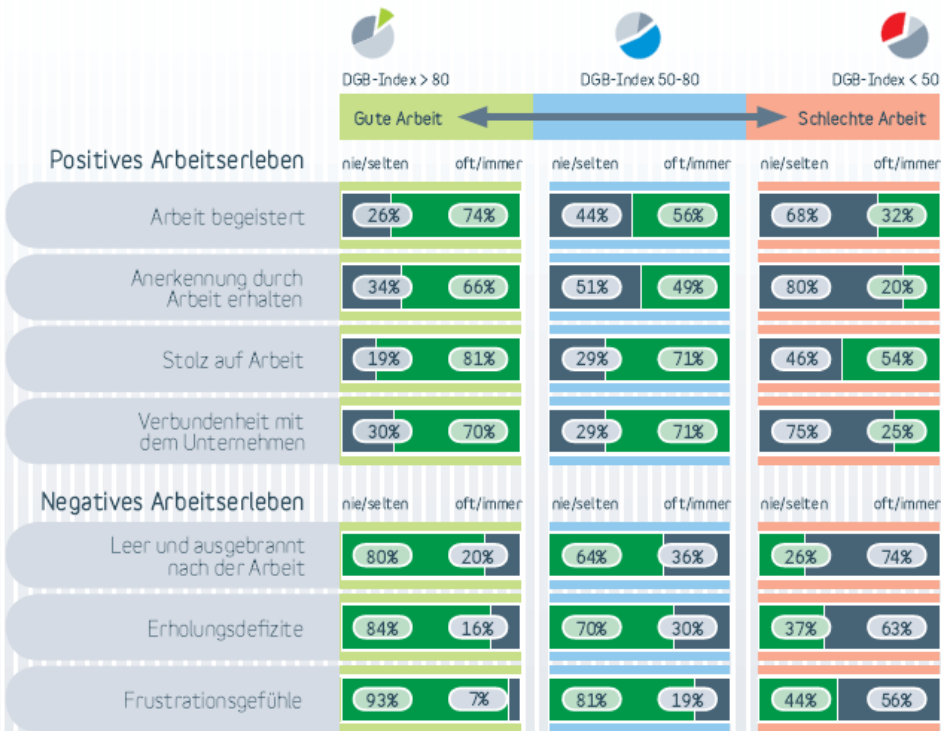 DGB-Index > 80 DGB-Index 50-80 DGB-Index < 50
Gute Arbeit Schlechte Arbeit
Positives Arbeitserleben nie/selten oft/immer nie/selten oft/immer nie/selten oft/immer
Arbeit begeistert 26% 74% 44% 56% 68% 32%
Anerkennung durch
Arbeit erhalten 34% 66% 51% 49% 80% 20%
Stolz auf Arbeit 19% 81% 29% 71% 46% 54%
Verbundenheit mit
dem Unternehmen 30% 70% 29% 71% 75% 25%
Negatives Arbeitserleben nie/selten oft/immer nie/selten oft/immer nie/selten oft/immer
Leer und ausgebrannt
nach der Arbeit 80% 20% 64% 36% 26% 74%
Erholungsdefizite 84% 16% 70% 30% 37% 63%
Frustrationsgefühle 93% 7% 81% 19% 44% 56%